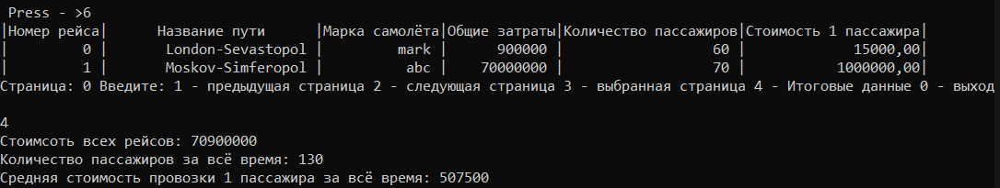 Press - >6
|Номер рейса|      Название пути      |Марка самолёта|Общие затраты|Количество пассажиров|Стоимость 1 пассажира|
|         0 |       London-Sevastopol |         mark |      900000 |                  60 |             15000,00|
|         1 |       Moskov-Simferopol |          abc |    70000000 |                  70 |           1000000,00|
Страница: 0 Введите: 1 - предыдущая страница 2 - следующая страница 3 - выбранная страница 4 - Итоговые данные 0 - выход
4
Стоимсоть всех рейсов: 70900000
Количество пассажиров за всё время: 130
Средняя стоимость провозки 1 пассажира за всё время: 507500